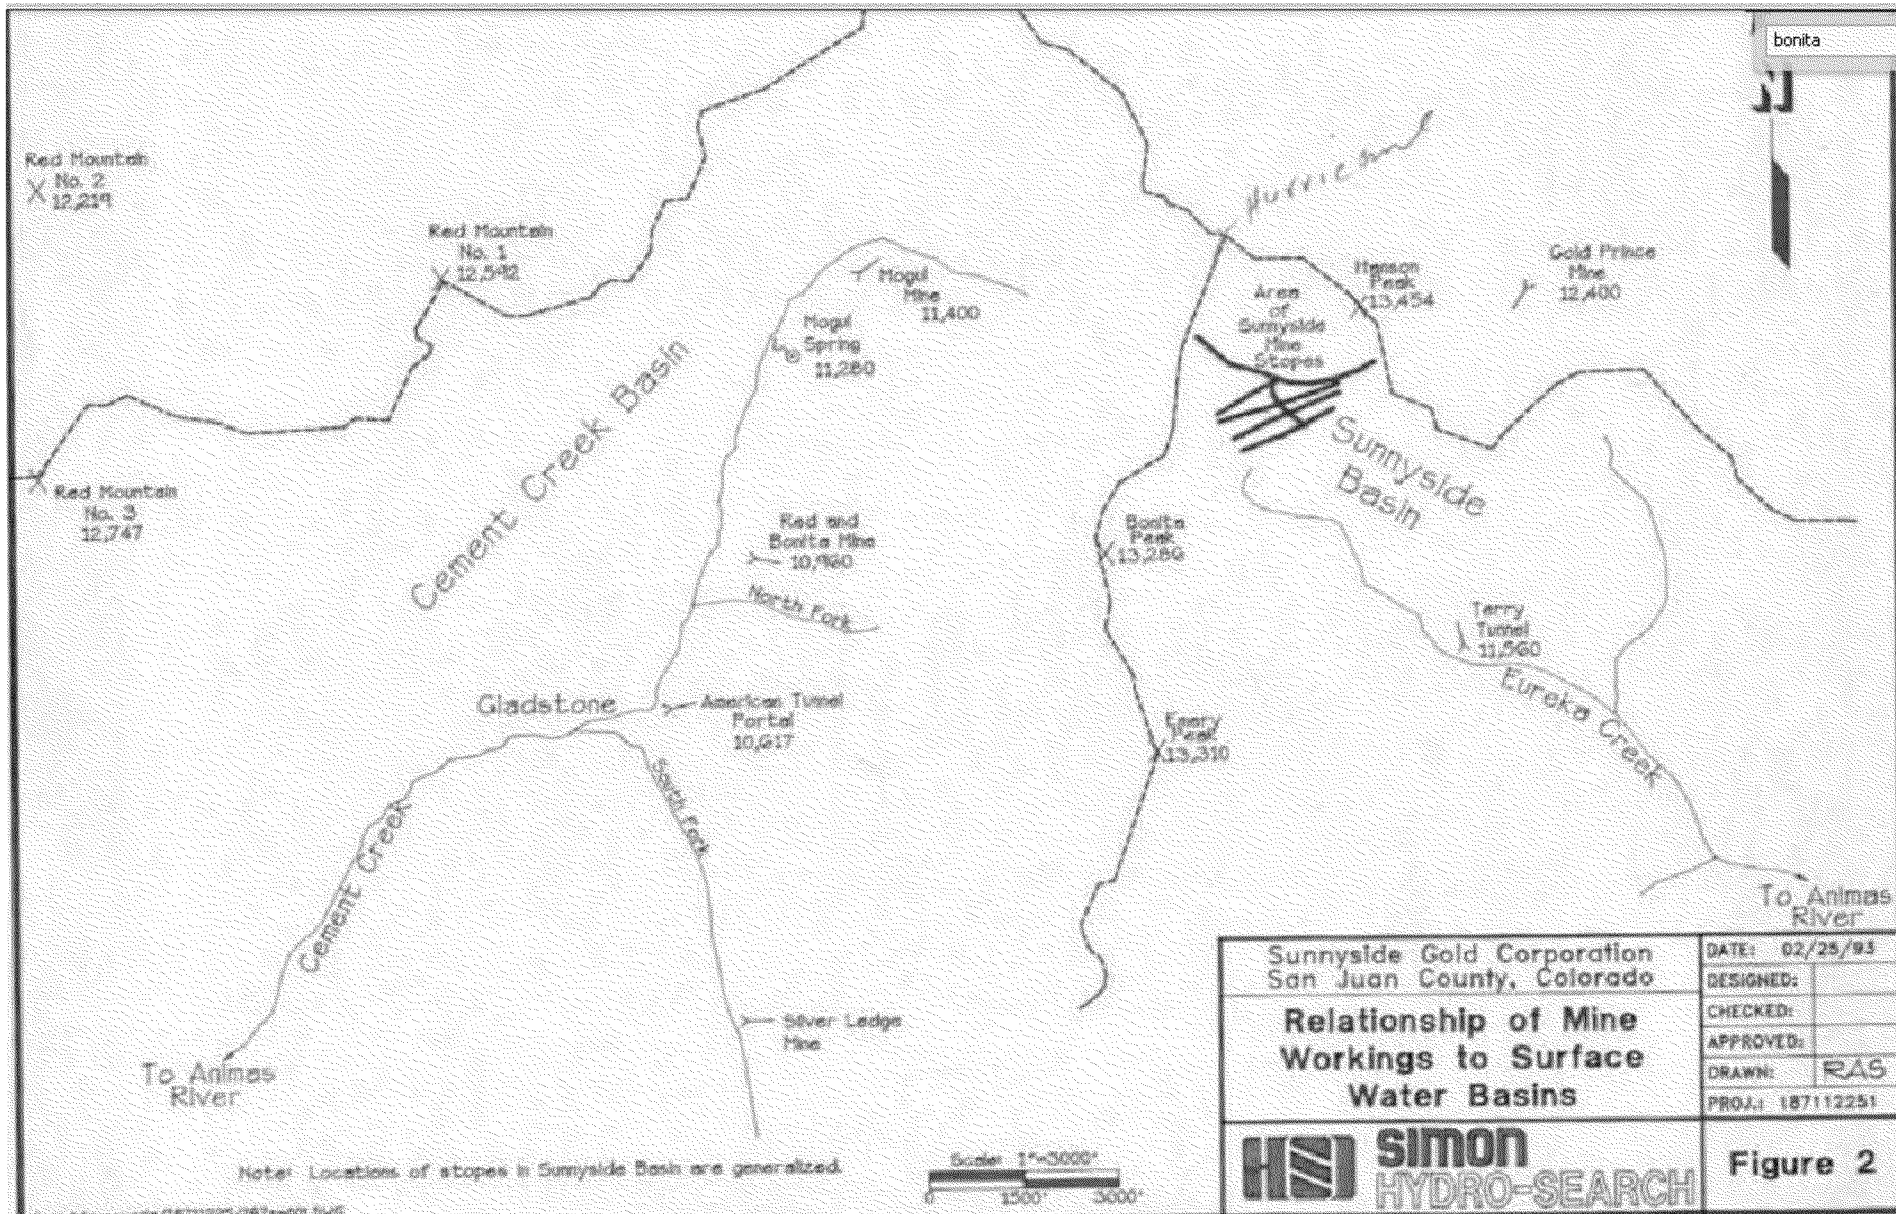 bonita
N
Red Mountain
No. 2
12,219
Red Mountain
No. 1
12,592
Red Mountain
No. 3
12,747
Cement Creek Basin
Mogul
Mine
11,400
Mogul
Spring
11,280
Hanson
Peak
13,454
Gold Prince
Mine
12,400
Area
of
Sunnyside
Mine
Stopes
Sunnyside
Basin
Red and
Bonita Mine
10,960
North Fork
Bonita
Peak
Terry
Tunnel
11,560
Eureka Creek
Gladstone
American Tunnel
Portal
10,617
Emery
Peak
13,310
South Fork
Cement Creek
Silver Ledge
Mine
To Animas
River
To Animas
River
Note: Locations of stopes in Sunnyside Basin are generalized.
Scale: 1"=3000'
0 1500' 3000'
Sunnyside Gold Corporation
San Juan County, Colorado
Relationship of Mine
Workings to Surface
Water Basins
DATE: 02/25/93
DESIGNED:
CHECKED:
APPROVED:
DRAWN: RAS
PROJ.: 187112251
SIMON
HYDRO-SEARCH
Figure 2